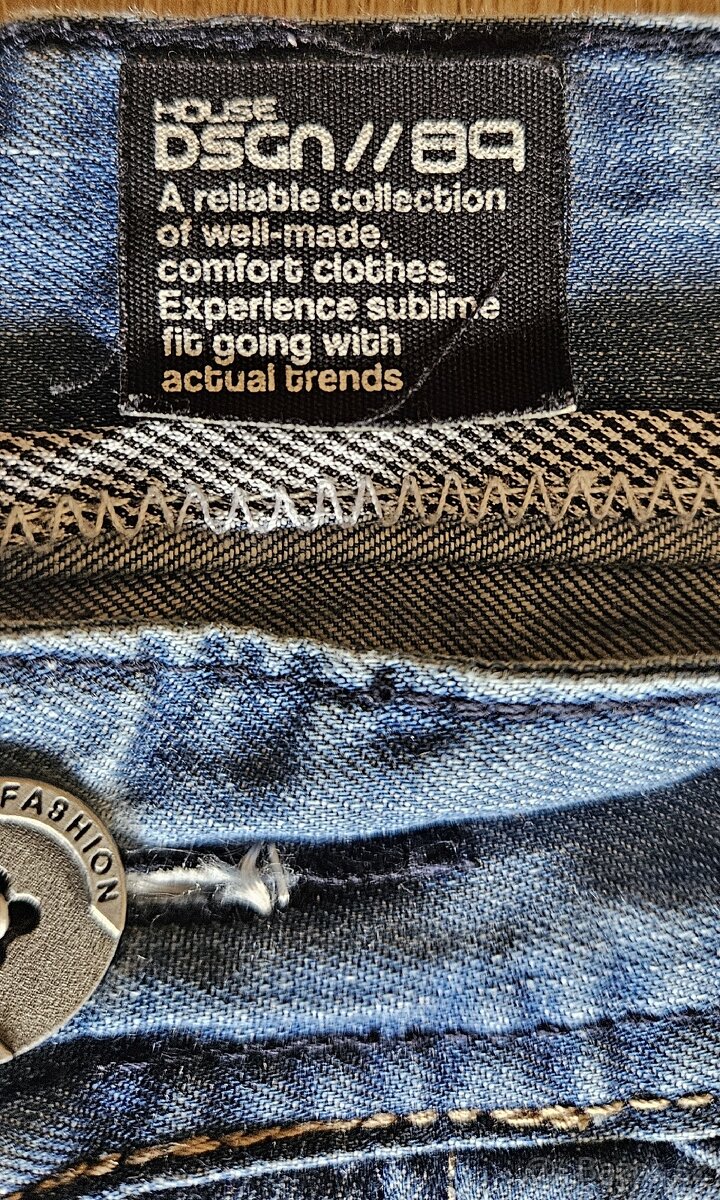 HOUSE
DSGN//89
A reliable collection
of well-made,
comfort clothes.
Experience sublime
fit going with
actual trends
FASHION